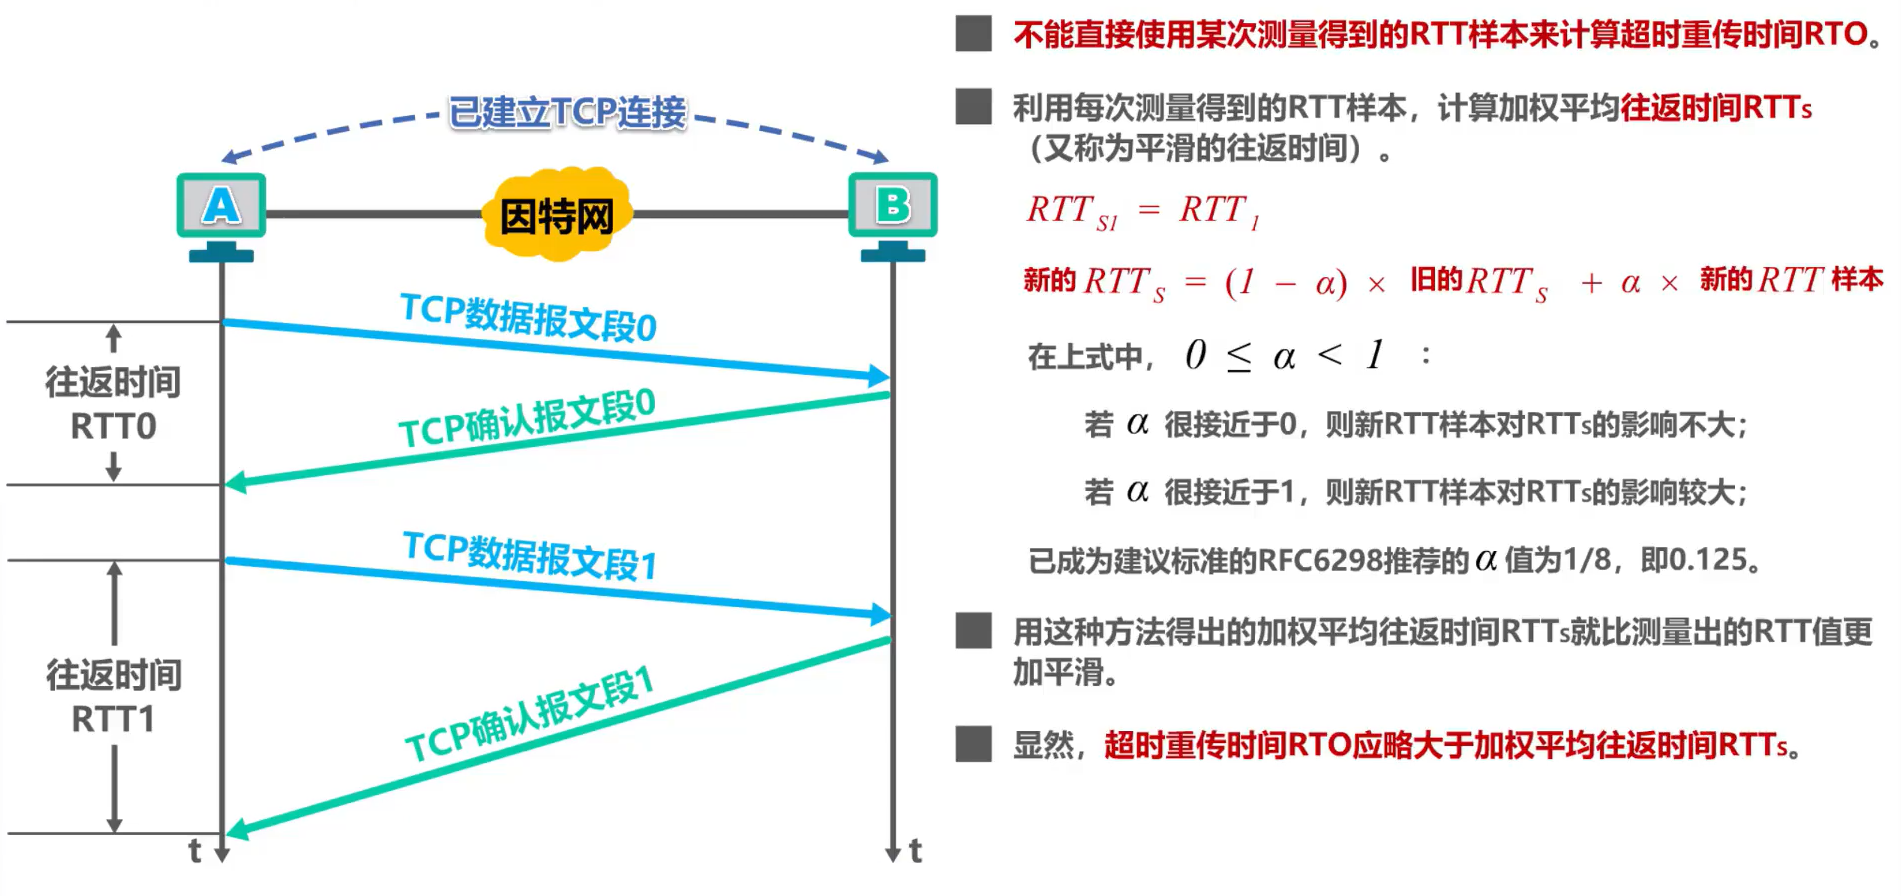 已建立TCP连接
A
因特网
B
TCP数据报文段0
往返时间
RTT0
TCP确认报文段0
TCP数据报文段1
往返时间
RTT1
TCP确认报文段1
t
t
不能直接使用某次测量得到的RTT样本来计算超时重传时间RTO。
利用每次测量得到的RTT样本，计算加权平均往返时间RTTs
（又称为平滑的往返时间）。
RTT S1 = RTT 1
新的 RTT S = (1 − α) × 旧的 RTT S + α × 新的 RTT 样本
在上式中， 0 ≤ α < 1 ：
若 α 很接近于0，则新RTT样本对RTTs的影响不大；
若 α 很接近于1，则新RTT样本对RTTs的影响较大；
已成为建议标准的RFC6298推荐的 α 值为1/8，即0.125。
用这种方法得出的加权平均往返时间RTTs就比测量出的RTT值更
加平滑。
显然，超时重传时间RTO应略大于加权平均往返时间RTTs。